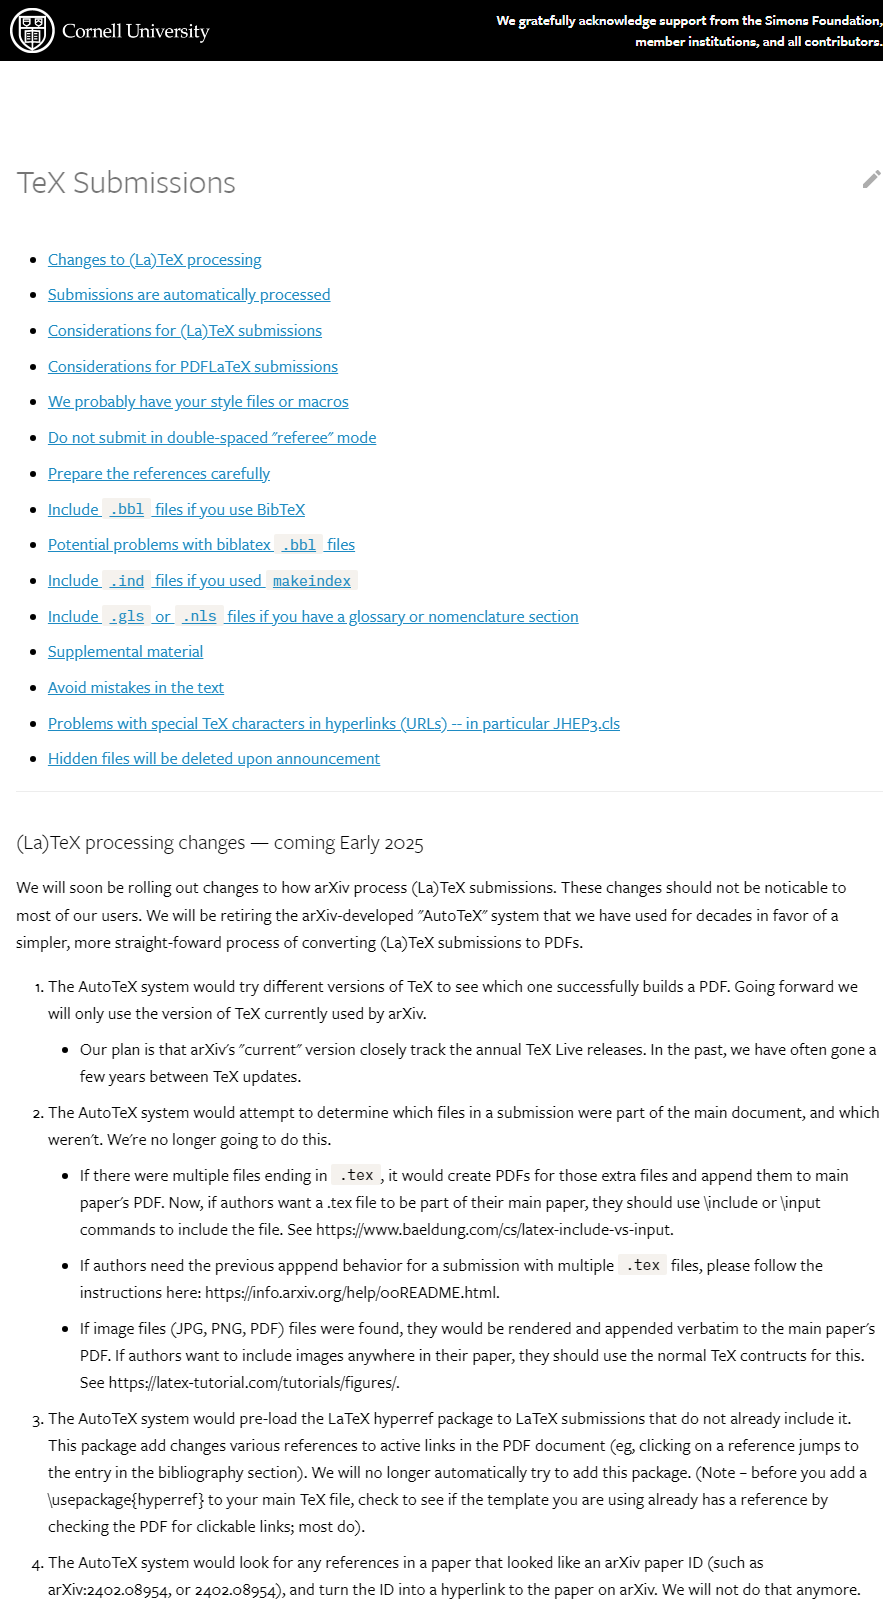 Cornell University
We gratefully acknowledge support from the Simons Foundation,
member institutions, and all contributors.
TeX Submissions
Changes to (La)TeX processing
Submissions are automatically processed
Considerations for (La)TeX submissions
Considerations for PDFLaTeX submissions
We probably have your style files or macros
Do not submit in double-spaced "referee" mode
Prepare the references carefully
Include .bbl files if you use BibTeX
Potential problems with biblatex .bbl files
Include .ind files if you used makeindex
Include .gls or .nls files if you have a glossary or nomenclature section
Supplemental material
Avoid mistakes in the text
Problems with special TeX characters in hyperlinks (URLs) -- in particular JHEP3.cls
Hidden files will be deleted upon announcement
(La)TeX processing changes — coming Early 2025
We will soon be rolling out changes to how arXiv process (La)TeX submissions. These changes should not be noticable to
most of our users. We will be retiring the arXiv-developed "AutoTeX" system that we have used for decades in favor of a
simpler, more straight-foward process of converting (La)TeX submissions to PDFs.
1. The AutoTeX system would try different versions of TeX to see which one successfully builds a PDF. Going forward we
will only use the version of TeX currently used by arXiv.
Our plan is that arXiv's "current" version closely track the annual TeX Live releases. In the past, we have often gone a
few years between TeX updates.
2. The AutoTeX system would attempt to determine which files in a submission were part of the main document, and which
weren't. We're no longer going to do this.
If there were multiple files ending in .tex, it would create PDFs for those extra files and append them to main
paper's PDF. Now, if authors want a .tex file to be part of their main paper, they should use \include or \input
commands to include the file. See https://www.baeldung.com/cs/latex-include-vs-input.
If authors need the previous apppend behavior for a submission with multiple .tex files, please follow the
instructions here: https://info.arxiv.org/help/00README.html.
If image files (JPG, PNG, PDF) files were found, they would be rendered and appended verbatim to the main paper's
PDF. If authors want to include images anywhere in their paper, they should use the normal TeX contructs for this.
See https://latex-tutorial.com/tutorials/figures/.
3. The AutoTeX system would pre-load the LaTeX hyperref package to LaTeX submissions that do not already include it.
This package add changes various references to active links in the PDF document (eg, clicking on a reference jumps to
the entry in the bibliography section). We will no longer automatically try to add this package. (Note – before you add a
\usepackage{hyperref} to your main TeX file, check to see if the template you are using already has a reference by
checking the PDF for clickable links; most do).
4. The AutoTeX system would look for any references in a paper that looked like an arXiv paper ID (such as
arXiv:2402.08954, or 2402.08954), and turn the ID into a hyperlink to the paper on arXiv. We will not do that anymore.